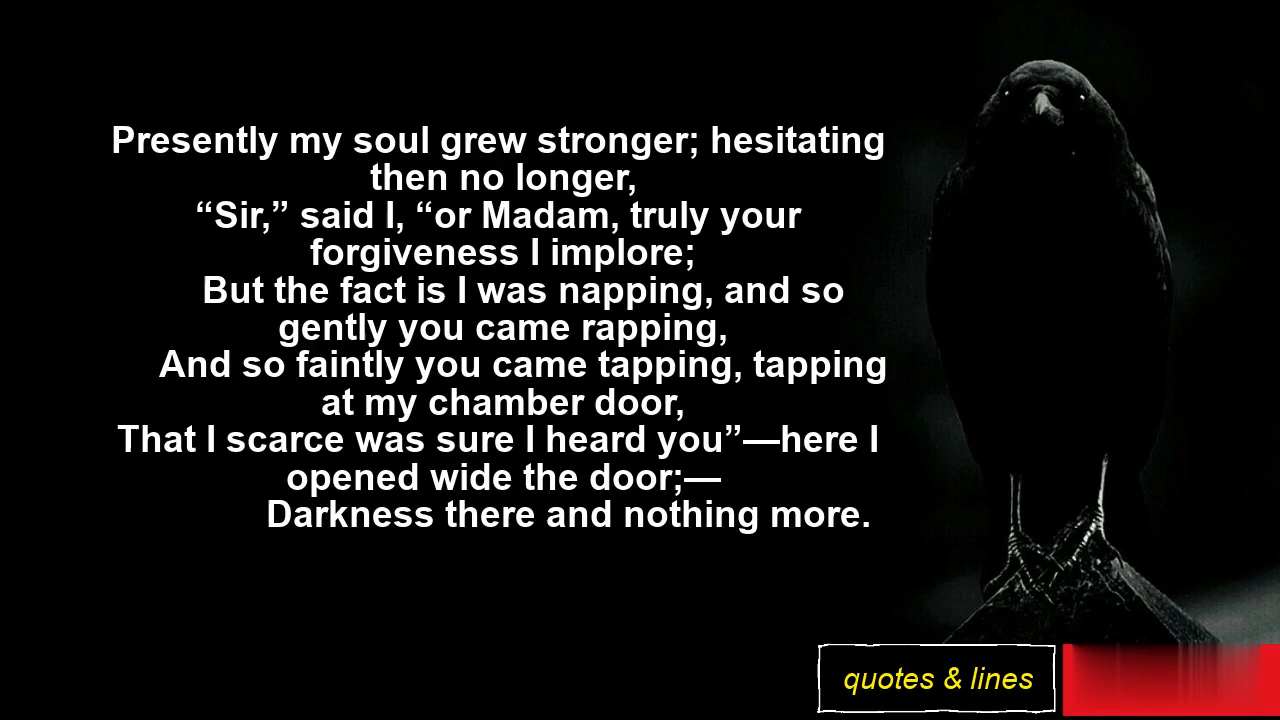 Presently my soul grew stronger; hesitating
then no longer,
“Sir,” said I, “or Madam, truly your
forgiveness I implore;
But the fact is I was napping, and so
gently you came rapping,
And so faintly you came tapping, tapping
at my chamber door,
That I scarce was sure I heard you”—here I
opened wide the door;—
Darkness there and nothing more.
quotes & lines